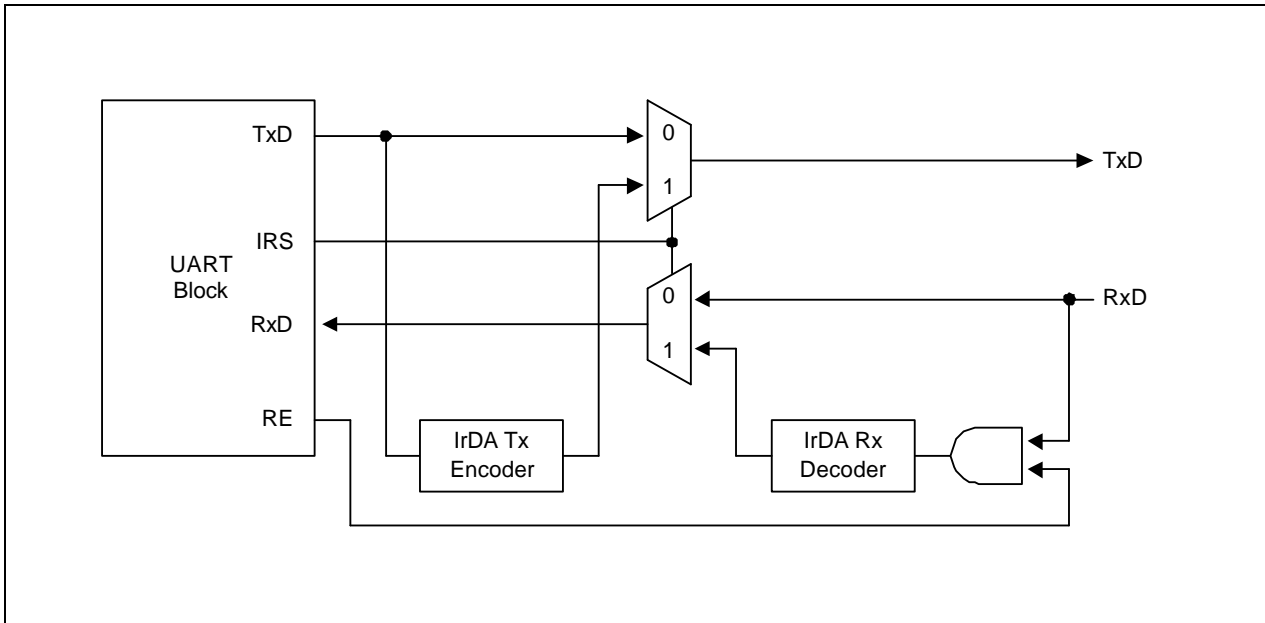 TxD
0
TxD
1
IRS
UART
Block
0
RxD
RxD
1
RE
IrDA Tx
Encoder
IrDA Rx
Decoder